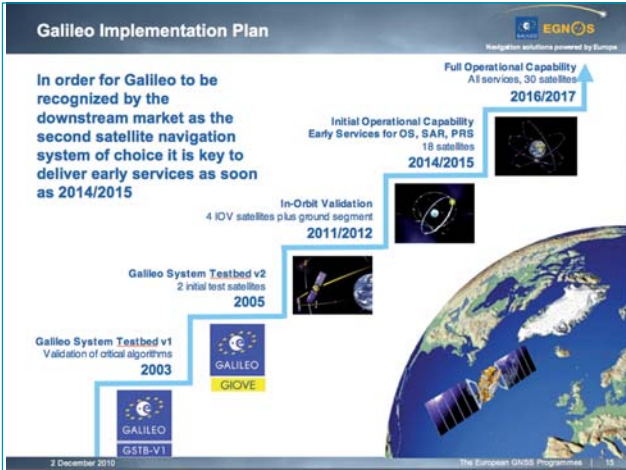 Galileo Implementation Plan
GALILEO
EGNOS
Navigation solutions powered by Europe
In order for Galileo to be
recognized by the
downstream market as the
second satellite navigation
system of choice it is key to
deliver early services as soon
as 2014/2015
Full Operational Capability
All services, 30 satellites
2016/2017
Initial Operational Capability
Early Services for OS, SAR, PRS
18 satellites
2014/2015
In-Orbit Validation
4 IOV satellites plus ground segment
2011/2012
Galileo System Testbed v2
2 initial test satellites
2005
Galileo System Testbed v1
Validation of critical algorithms
2003
GALILEO
GIOVE
GALILEO
GSTB-V1
2 December 2010
The European GNSS Programmes | 15